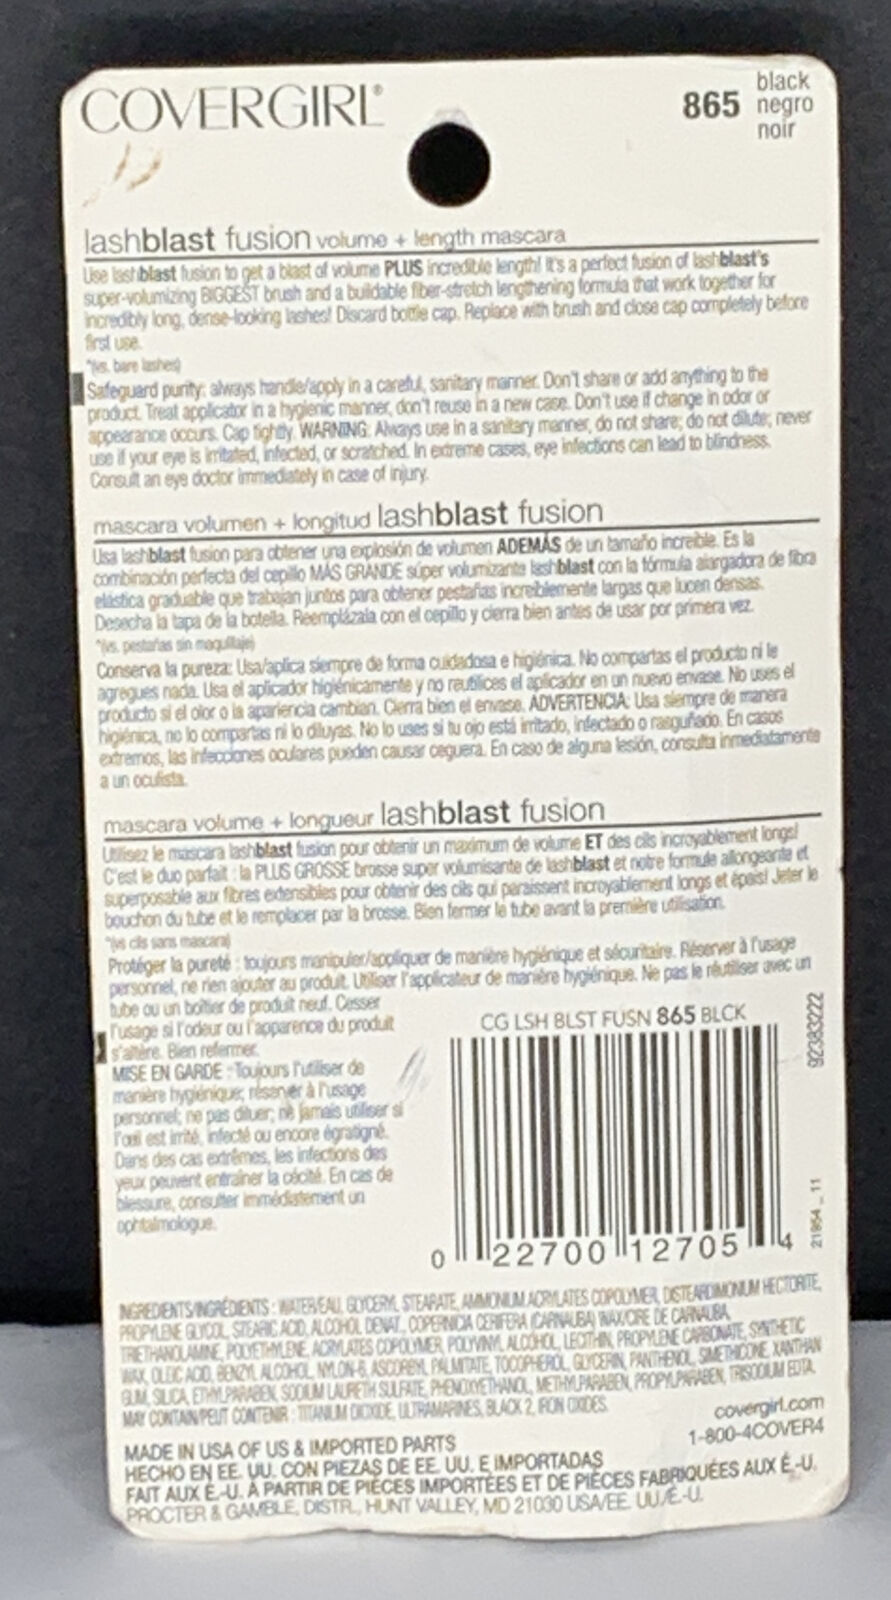 COVERGIRL®
865
black
negro
noir
lashblast fusion volume + length mascara
Use lashblast fusion to get a blast of volume PLUS incredible length! It's a perfect fusion of lashblast's
super-volumizing BIGGEST brush and a buildable fiber-stretch lengthening formula that work together for
incredibly long, dense-looking lashes! Discard bottle cap. Replace with brush and close cap completely before
first use.
*(vs. bare lashes)
Safeguard purity: always handle/apply in a careful, sanitary manner. Don't share or add anything to the
product. Treat applicator in a hygienic manner, don't reuse in a new case. Don't use if change in odor or
appearance occurs. Cap tightly. WARNING: Always use in a sanitary manner, do not share; do not dilute; never
use if your eye is irritated, infected, or scratched. In extreme cases, eye infections can lead to blindness.
Consult an eye doctor immediately in case of injury.
mascara volumen + longitud lashblast fusion
Usa lashblast fusion para obtener una explosión de volumen ADEMÁS de un tamaño increíble. Es la
combinación perfecta del cepillo MÁS GRANDE súper volumizante lashblast con la fórmula alargadora de fibra
elástica graduable que trabajan juntos para obtener pestañas increíblemente largas que lucen densas.
Desecha la tapa de la botella. Reemplázala con el cepillo y cierra bien antes de usar por primera vez.
*(vs. pestañas sin maquillaje)
Conserva la pureza: Usa/aplica siempre de forma cuidadosa e higiénica. No compartas el producto ni le
agregues nada. Usa el aplicador higiénicamente y no reutilices el aplicador en un nuevo envase. No uses el
producto si el olor o la apariencia cambian. Cierra bien el envase. ADVERTENCIA: Usa siempre de manera
higiénica, no lo compartas ni lo diluyas. No lo uses si tu ojo está irritado, infectado o rasguñado. En casos
extremos, las infecciones oculares pueden causar ceguera. En caso de alguna lesión, consulta inmediatamente
a un oculista.
mascara volume + longueur lashblast fusion
Utilisez le mascara lashblast fusion pour obtenir un maximum de volume ET des cils incroyablement longs!
C'est le duo parfait : la PLUS GROSSE brosse super volumisante de lashblast et notre formule allongeante et
superposable aux fibres extensibles pour obtenir des cils qui paraissent incroyablement longs et épais! Jeter le
bouchon du tube et le remplacer par la brosse. Bien fermer le tube avant la première utilisation.
*(vs cils sans mascara)
Protéger la pureté : toujours manipuler/appliquer de manière hygiénique et sécuritaire. Réserver à l'usage
personnel, ne rien ajouter au produit. Utiliser l'applicateur de manière hygiénique. Ne pas le réutiliser avec un
tube ou un boîtier de produit neuf. Cesser
l'usage si l'odeur ou l'apparence du produit
s'altère. Bien refermer.
MISE EN GARDE : Toujours l'utiliser de
manière hygiénique; réserver à l'usage
personnel; ne pas diluer; ne jamais utiliser si
l'œil est irrité, infecté ou encore égratigné.
Dans des cas extrêmes, les infections des
yeux peuvent entraîner la cécité. En cas de
blessure, consulter immédiatement un
ophtalmologue.
CG LSH BLST FUSN 865 BLCK
92383222
21954_11
0 22700 12705 4
INGREDIENTS/INGRÉDIENTS : WATER/EAU, GLYCERYL STEARATE, AMMONIUM ACRYLATES COPOLYMER, DISTEARDIMONIUM HECTORITE,
PROPYLENE GLYCOL, STEARIC ACID, ALCOHOL DENAT., COPERNICIA CERIFERA (CARNAUBA) WAX/CIRE DE CARNAUBA,
TRIETHANOLAMINE, POLYETHYLENE, ACRYLATES COPOLYMER, POLYVINYL ALCOHOL, LECITHIN, PROPYLENE CARBONATE, SYNTHETIC
WAX, OLEIC ACID, BENZYL ALCOHOL, NYLON-6, ASCORBYL PALMITATE, TOCOPHEROL, GLYCERIN, PANTHENOL, SIMETHICONE, XANTHAN
GUM, SILICA, ETHYLPARABEN, SODIUM LAURETH SULFATE, PHENOXYETHANOL, METHYLPARABEN, PROPYLPARABEN, TRISODIUM EDTA.
MAY CONTAIN/PEUT CONTENIR : TITANIUM DIOXIDE, ULTRAMARINES, BLACK 2, IRON OXIDES.
covergirl.com
1-800-4COVER4
MADE IN USA OF US & IMPORTED PARTS
HECHO EN EE. UU. CON PIEZAS DE EE. UU. E IMPORTADAS
FAIT AUX É.-U. À PARTIR DE PIÈCES IMPORTÉES ET DE PIÈCES FABRIQUÉES AUX É.-U.
PROCTER & GAMBLE, DISTR., HUNT VALLEY, MD 21030 USA/EE. UU./É.-U.